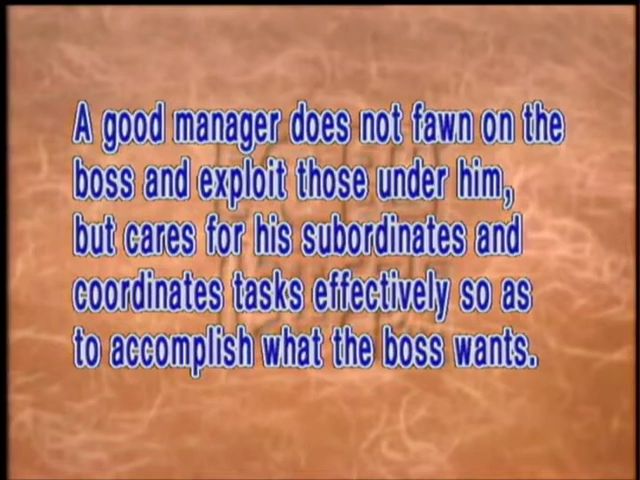 A good manager does not fawn on the
boss and exploit those under him,
but cares for his subordinates and
coordinates tasks effectively so as
to accomplish what the boss wants.